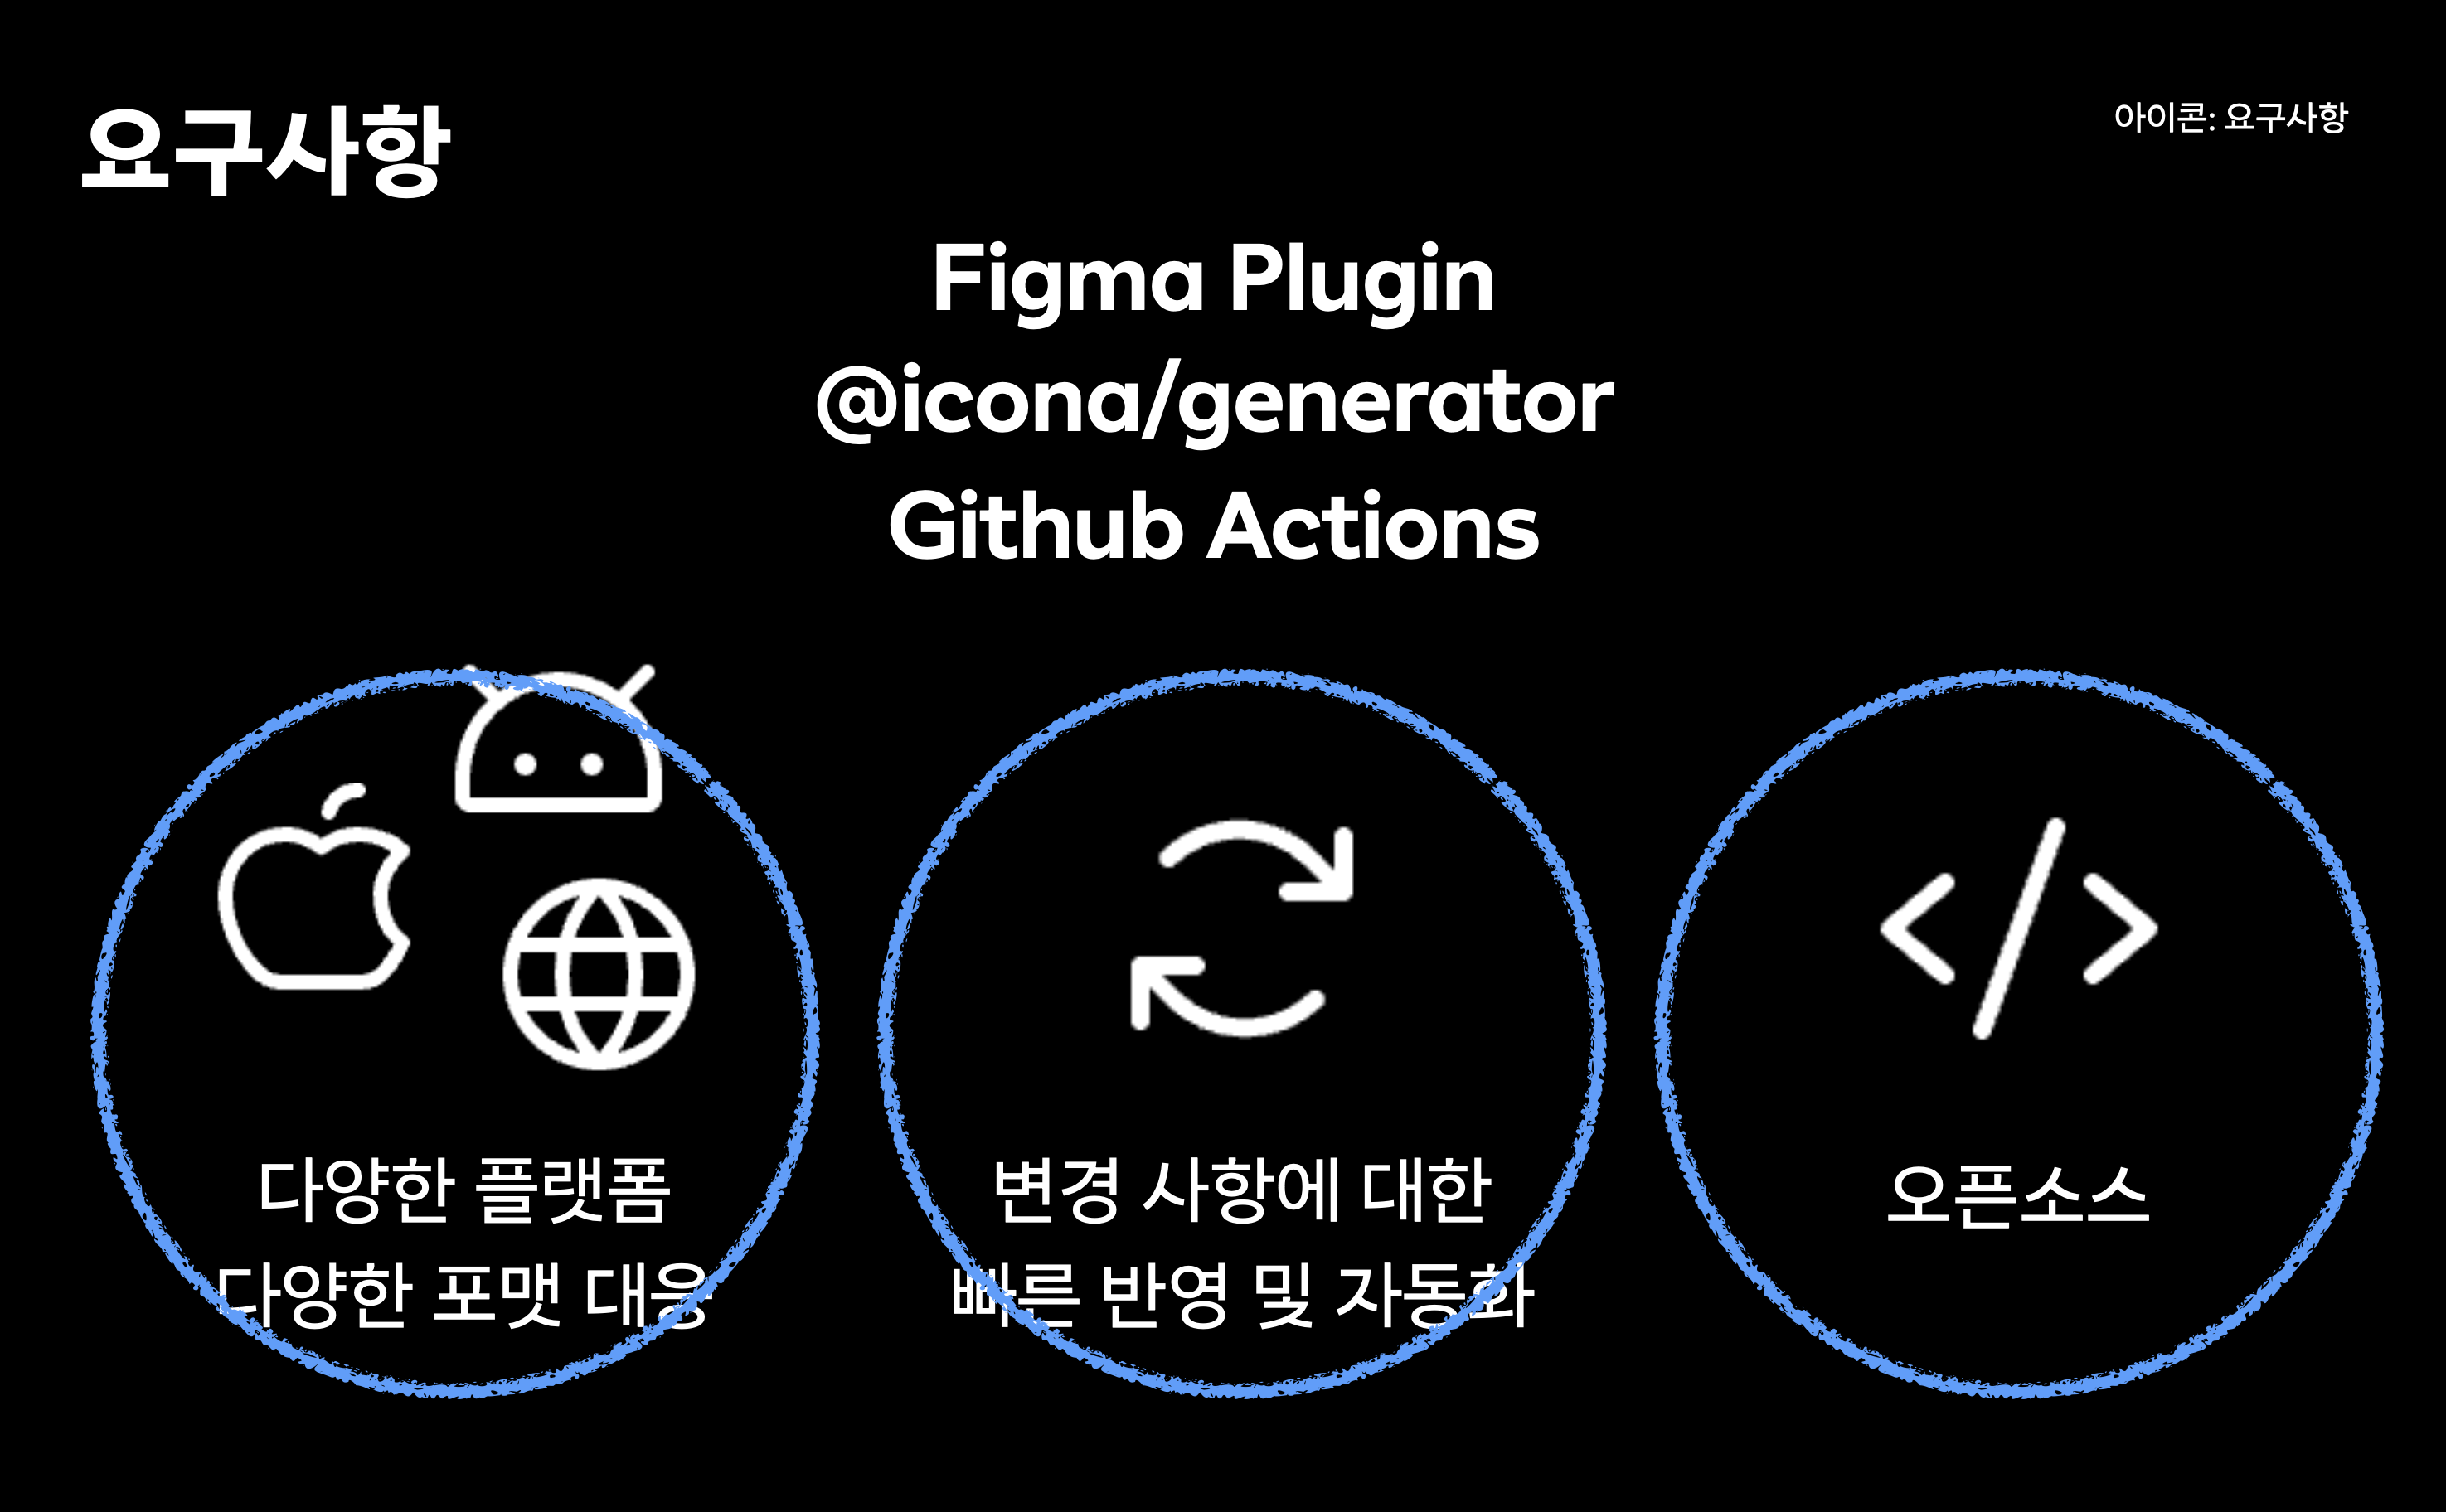 요구사항
아이콘: 요구사항
Figma Plugin
@icona/generator
Github Actions
다양한 플랫폼
다양한 포맷 대응
변경 사항에 대한
빠른 반영 및 자동화
오픈소스